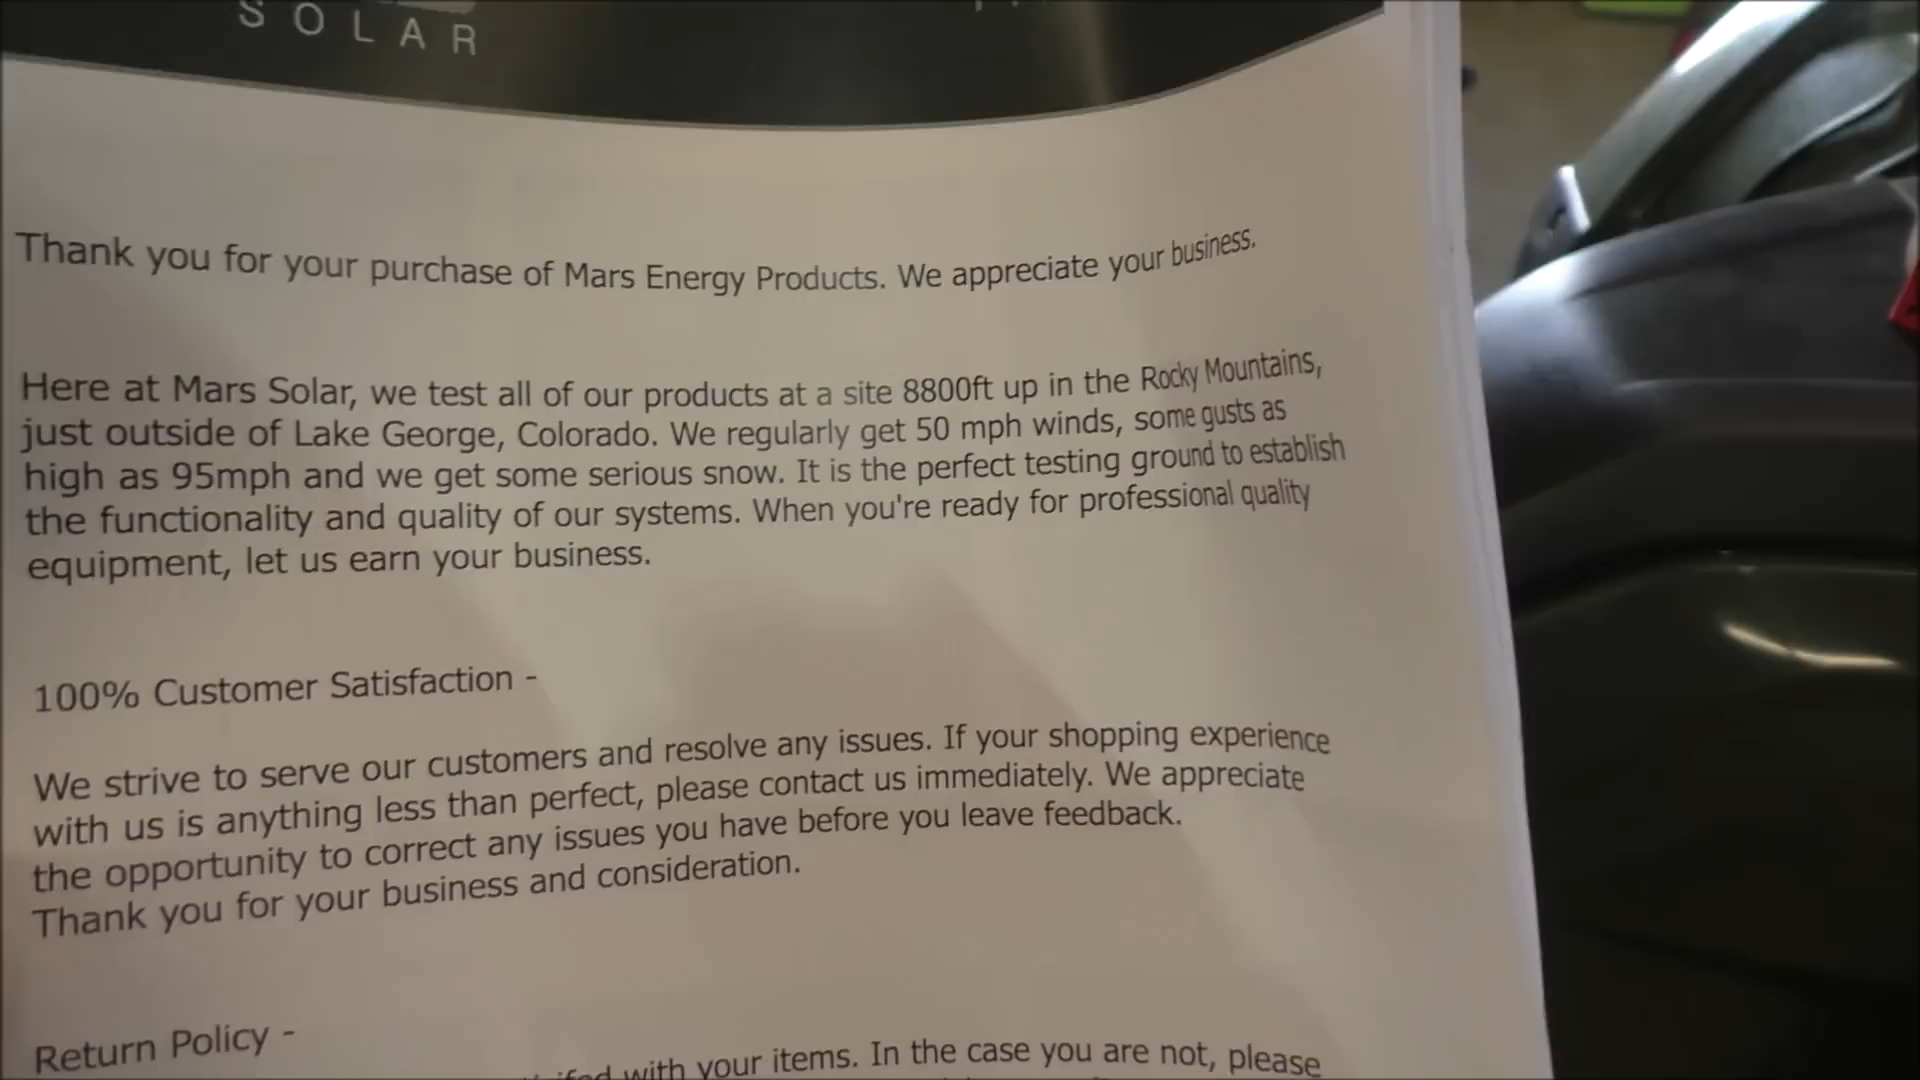 SOLAR
Thank you for your purchase of Mars Energy Products. We appreciate your business.
Here at Mars Solar, we test all of our products at a site 8800ft up in the Rocky Mountains,
just outside of Lake George, Colorado. We regularly get 50 mph winds, some gusts as
high as 95mph and we get some serious snow. It is the perfect testing ground to establish
the functionality and quality of our systems. When you're ready for professional quality
equipment, let us earn your business.
100% Customer Satisfaction -
We strive to serve our customers and resolve any issues. If your shopping experience
with us is anything less than perfect, please contact us immediately. We appreciate
the opportunity to correct any issues you have before you leave feedback.
Thank you for your business and consideration.
Return Policy -
with your items. In the case you are not, please